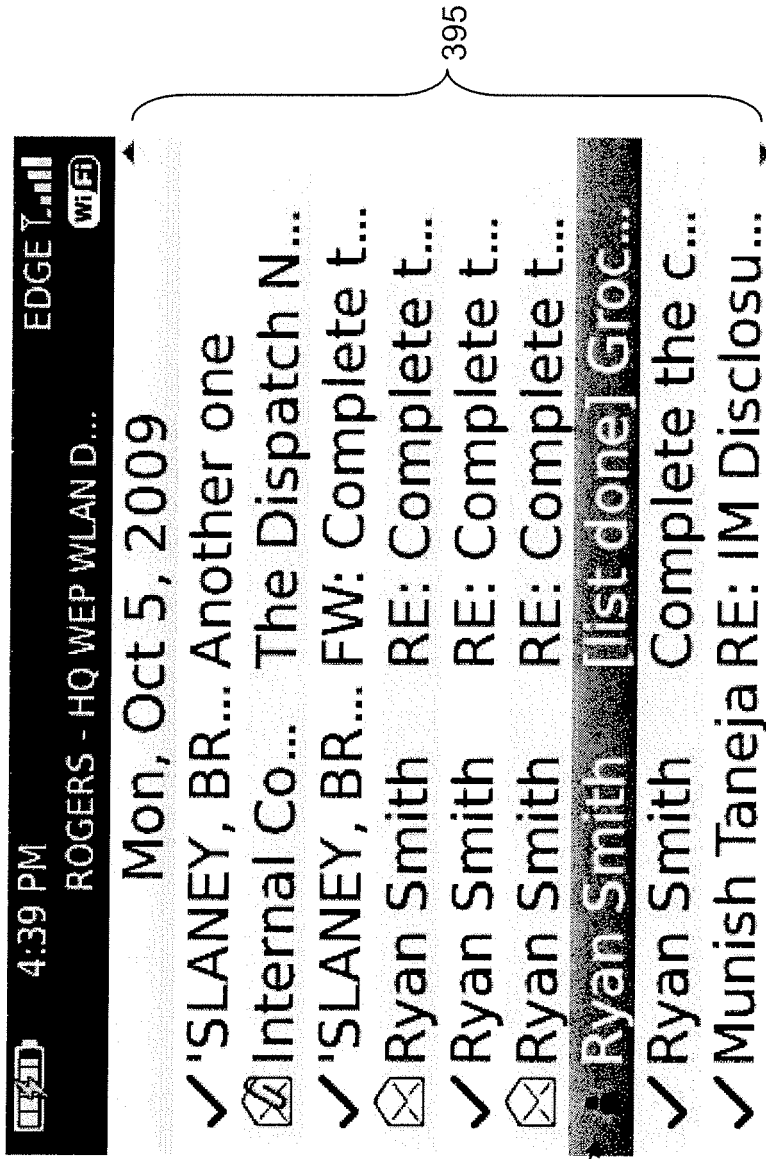 4:39 PM EDGE
ROGERS - HQ WEP WLAN D... WiFi
Mon, Oct 5, 2009
'SLANEY, BR... Another one
Internal Co... The Dispatch N...
'SLANEY, BR... FW: Complete t...
Ryan Smith RE: Complete t...
Ryan Smith RE: Complete t...
Ryan Smith RE: Complete t...
Ryan Smith [list done] Groc...
Ryan Smith Complete the c...
Munish Taneja RE: IM Disclosu...
395